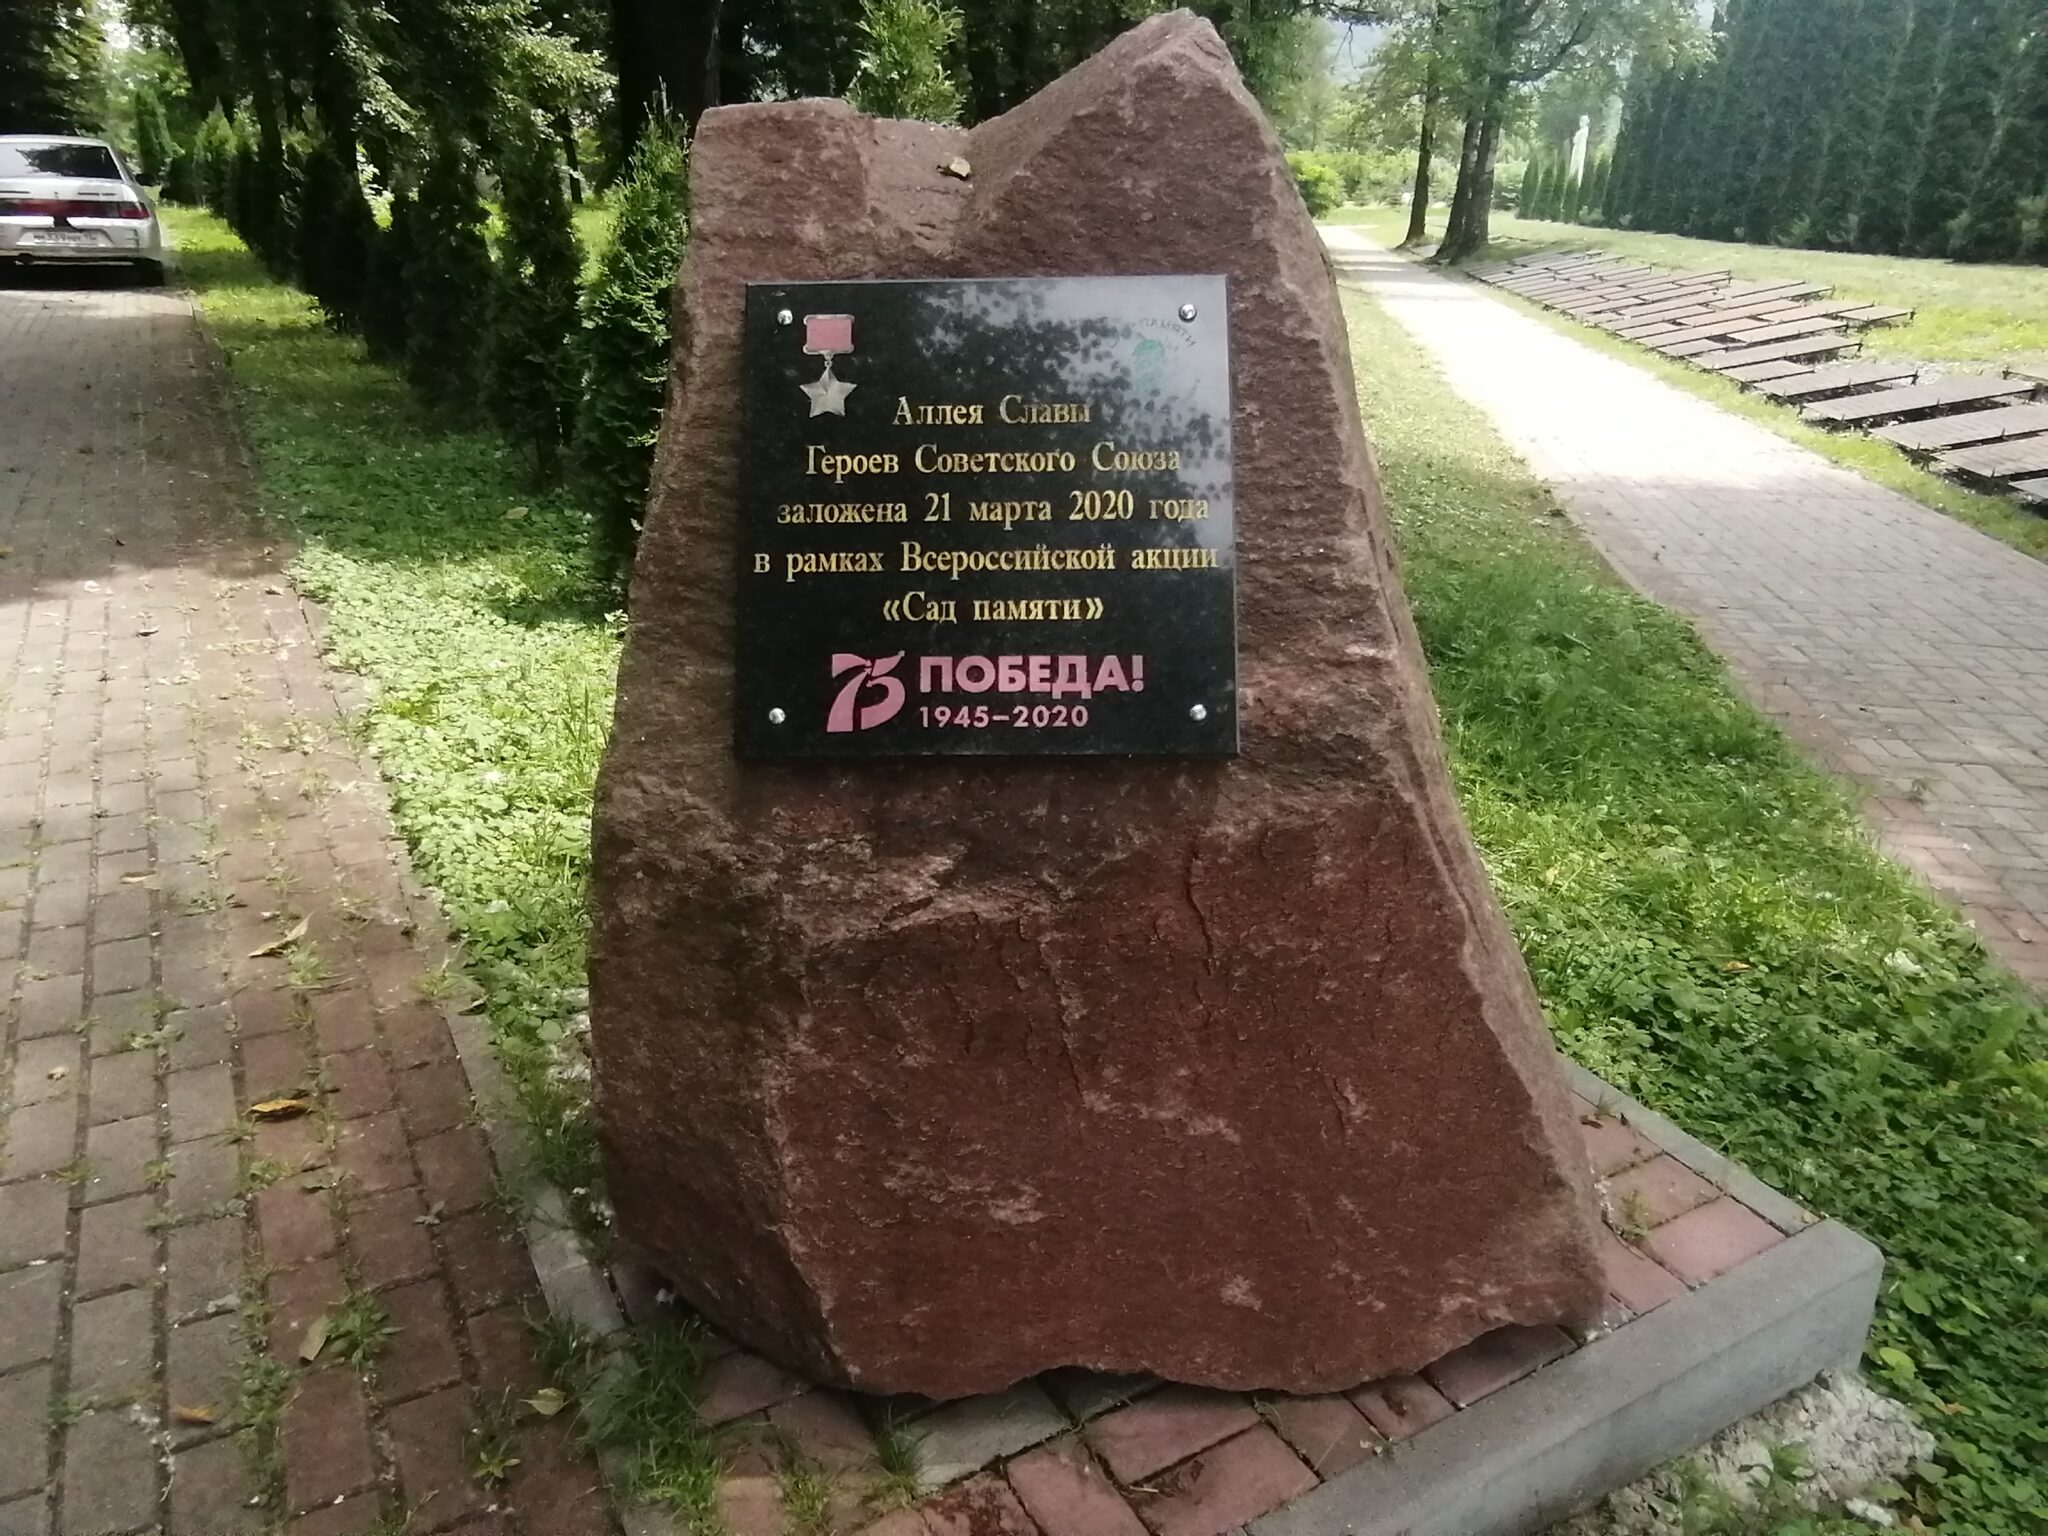 ПАМЯТИ
Аллея Славы
Героев Советского Союза
заложена 21 марта 2020 года
в рамках Всероссийской акции
«Сад памяти»
75 ПОБЕДА!
1945–2020